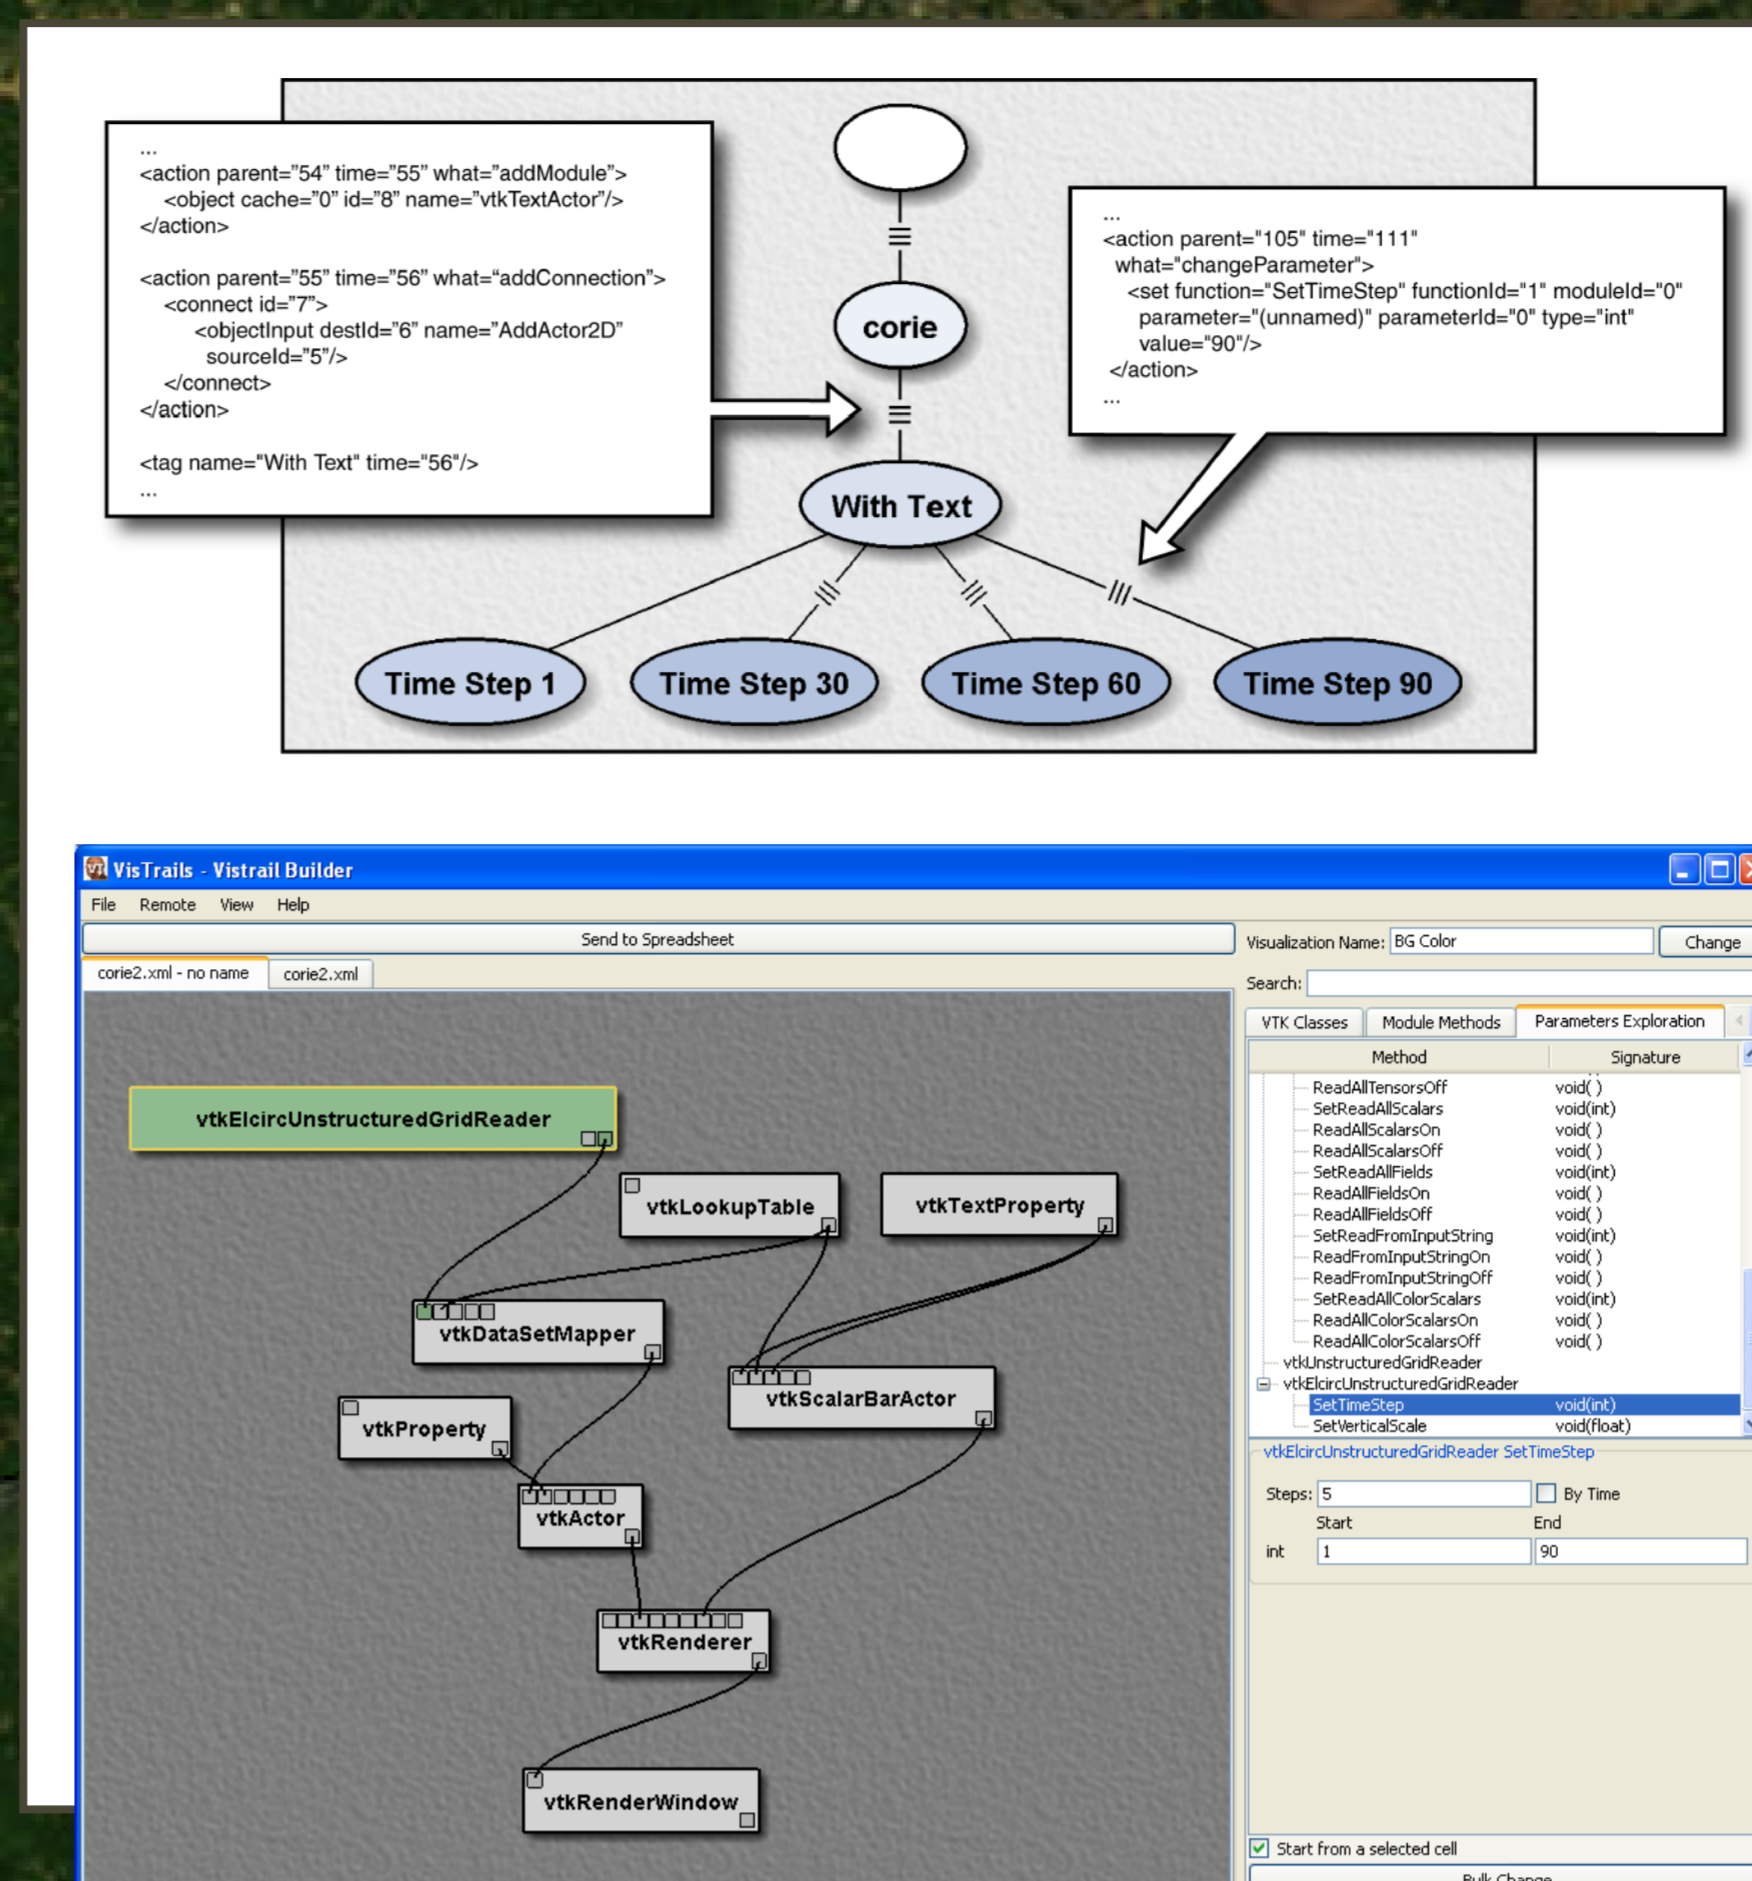 ...
<action parent="54" time="55" what="addModule">
<object cache="0" id="8" name="vtkTextActor"/>
</action>
<action parent="55" time="56" what="addConnection">
<connect id="7">
<objectInput destId="6" name="AddActor2D"
sourceId="5"/>
</connect>
</action>
<tag name="With Text" time="56"/>
...
...
<action parent="105" time="111"
what="changeParameter">
<set function="SetTimeStep" functionId="1" moduleId="0"
parameter="(unnamed)" parameterId="0" type="int"
value="90"/>
</action>
...
corie
With Text
Time Step 1
Time Step 30
Time Step 60
Time Step 90
VisTrails - Vistrail Builder
File Remote View Help
Send to Spreadsheet
corie2.xml - no name
corie2.xml
vtkElcircUnstructuredGridReader
vtkLookupTable
vtkTextProperty
vtkDataSetMapper
vtkScalarBarActor
vtkProperty
vtkActor
vtkRenderer
vtkRenderWindow
Visualization Name: BG Color Change
Search:
VTK Classes Module Methods Parameters Exploration
Method Signature
ReadAllTensorsOff void( )
SetReadAllScalars void(int)
ReadAllScalarsOn void( )
ReadAllScalarsOff void( )
SetReadAllFields void(int)
ReadAllFieldsOn void( )
ReadAllFieldsOff void( )
SetReadFromInputString void(int)
ReadFromInputStringOn void( )
ReadFromInputStringOff void( )
SetReadAllColorScalars void(int)
ReadAllColorScalarsOn void( )
ReadAllColorScalarsOff void( )
vtkUnstructuredGridReader
vtkElcircUnstructuredGridReader
SetTimeStep void(int)
SetVerticalScale void(float)
vtkElcircUnstructuredGridReader SetTimeStep
Steps: 5 By Time
Start End
int 1 90
Start from a selected cell
Bulk Change